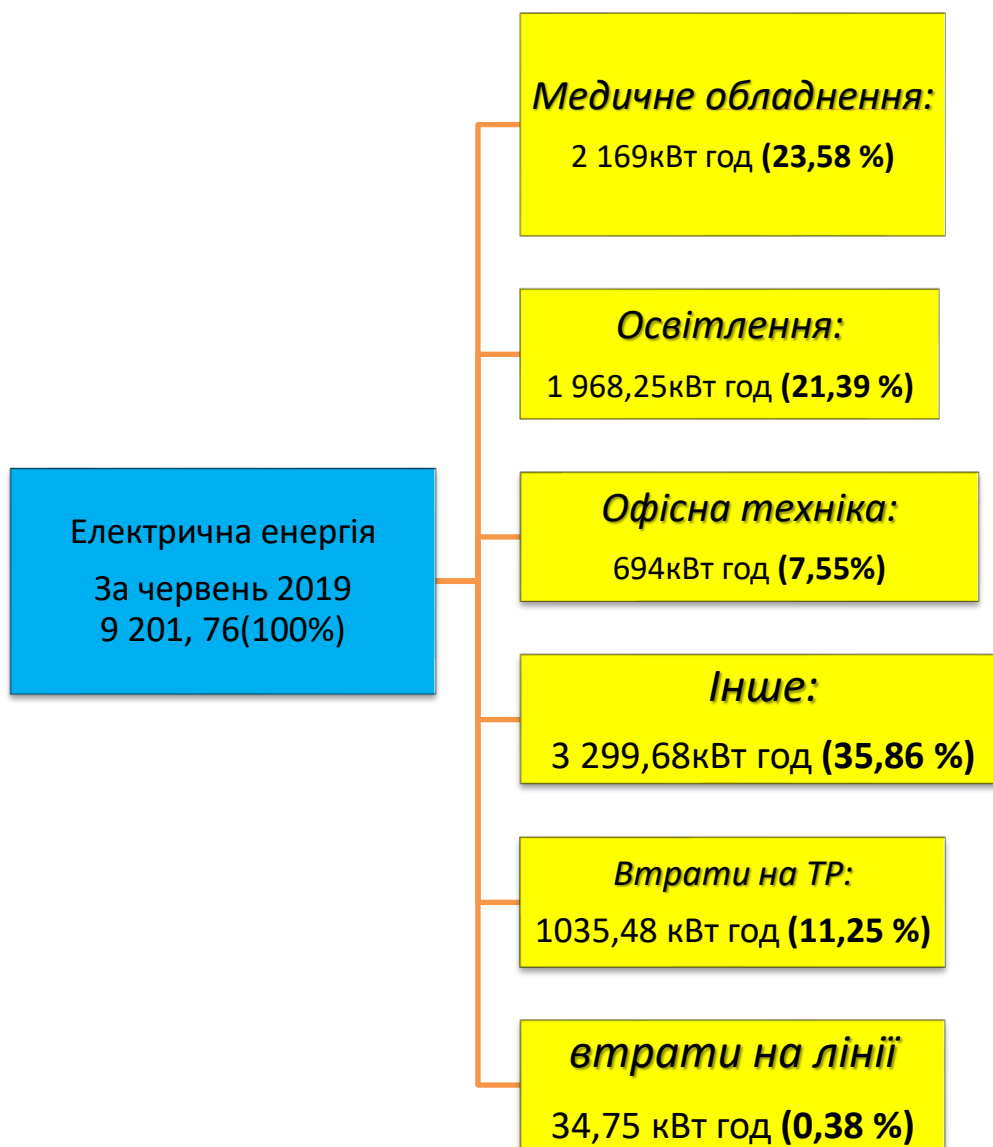 Медичне обладнення:
2 169кВт год (23,58 %)
Освітлення:
1 968,25кВт год (21,39 %)
Офісна техніка:
694кВт год (7,55%)
Електрична енергія
За червень 2019
9 201, 76(100%)
Інше:
3 299,68кВт год (35,86 %)
Втрати на ТР:
1035,48 кВт год (11,25 %)
втрати на лінії
34,75 кВт год (0,38 %)